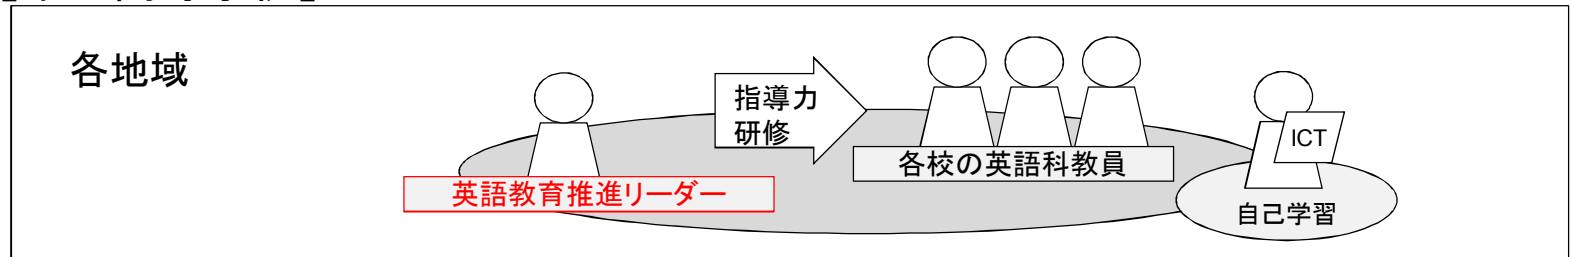 各地域
指導力
研修
ICT
各校の英語科教員
英語教育推進リーダー
自己学習